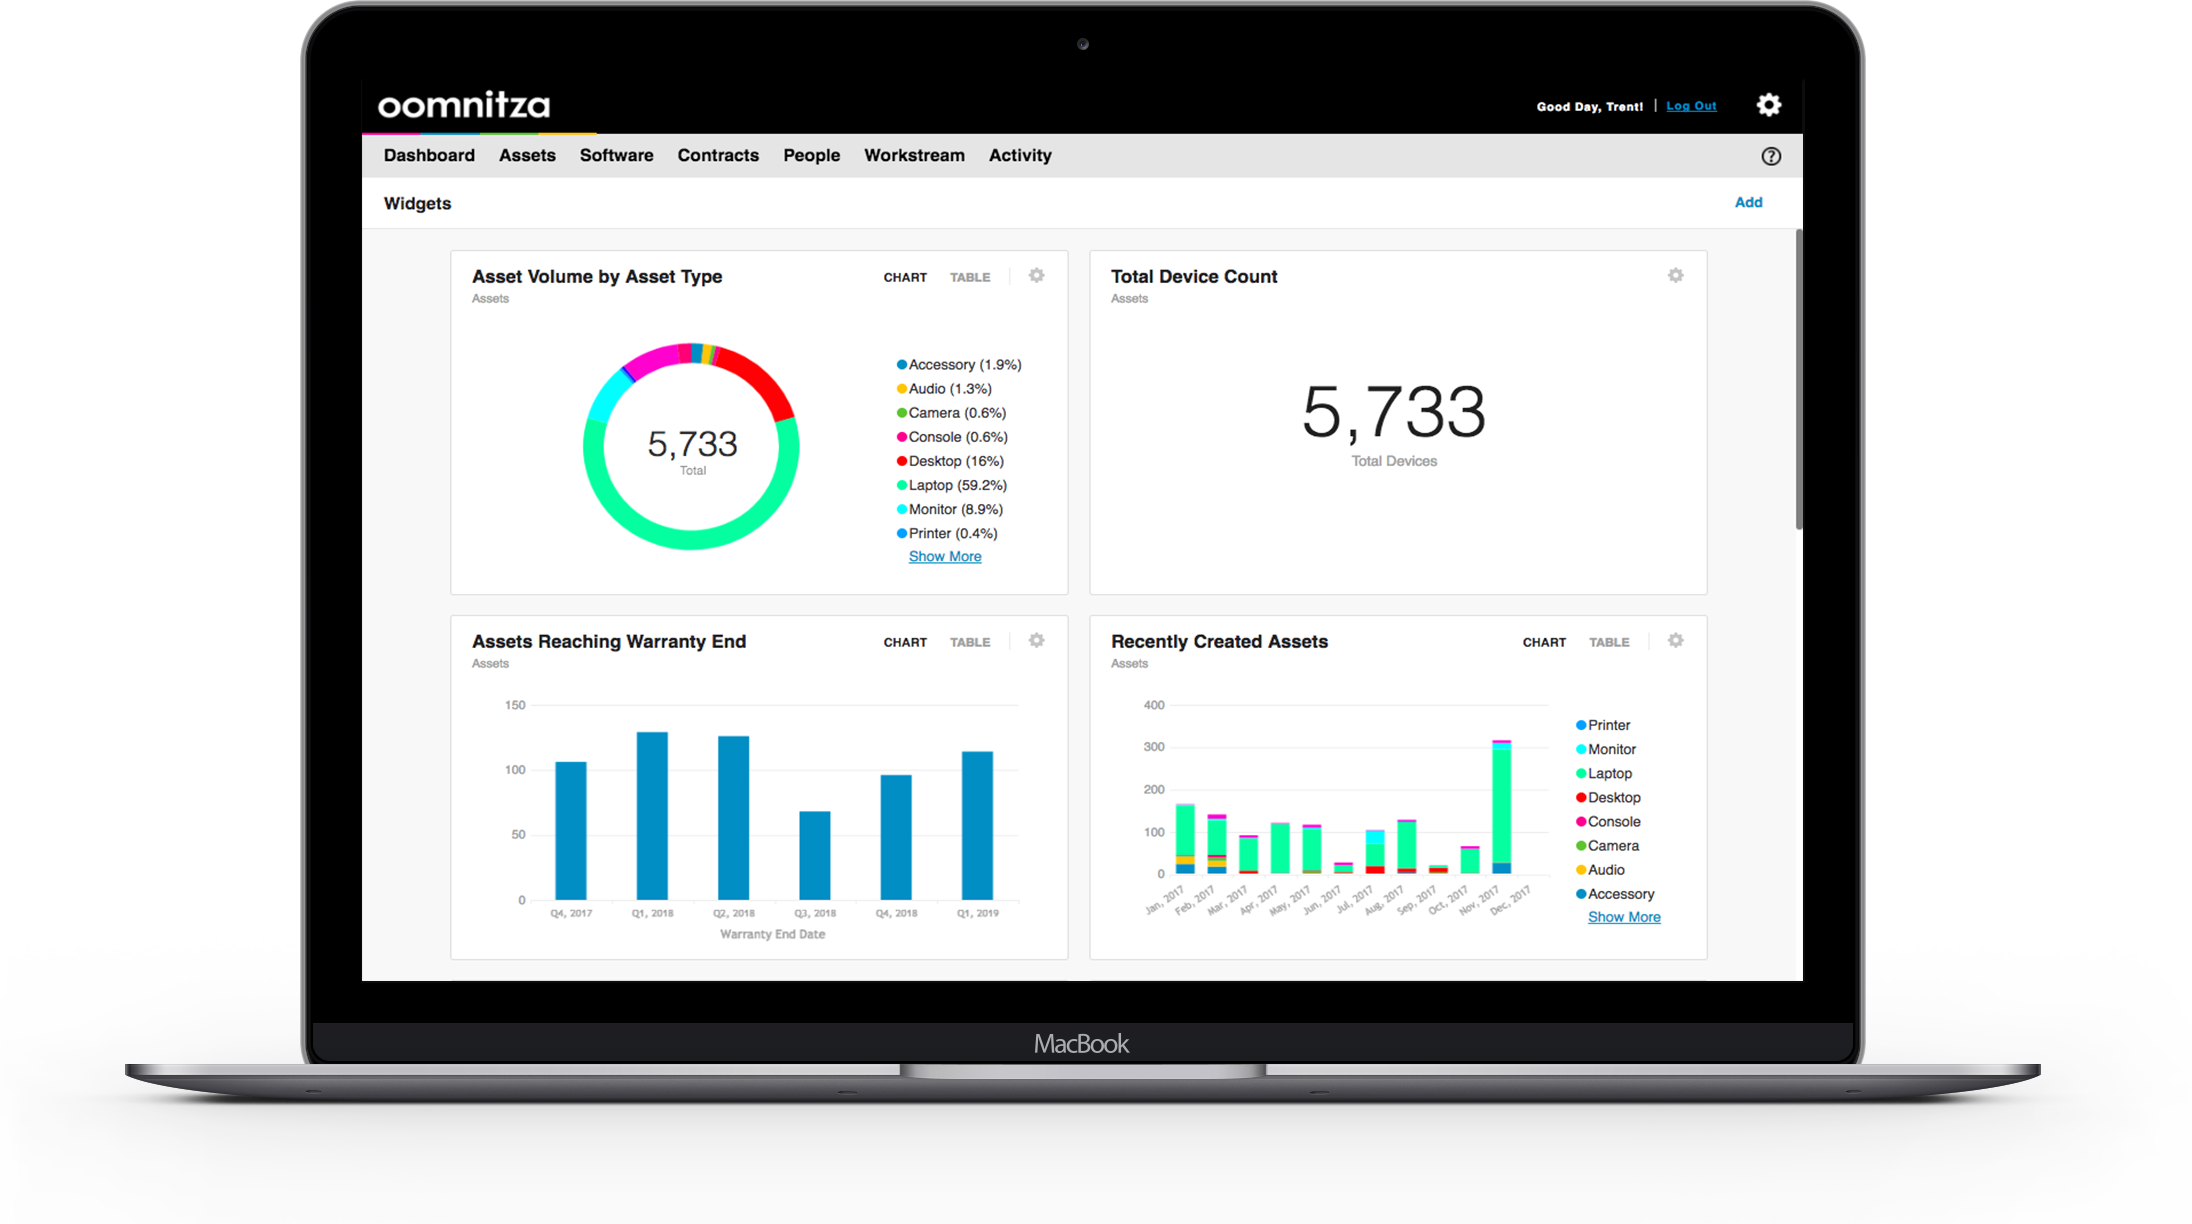 oomnitza
Good Day, Trent! | Log Out
Dashboard Assets Software Contracts People Workstream Activity ?
Widgets Add
Asset Volume by Asset Type CHART TABLE
Assets
5,733
Total
Accessory (1.9%)
Audio (1.3%)
Camera (0.6%)
Console (0.6%)
Desktop (16%)
Laptop (59.2%)
Monitor (8.9%)
Printer (0.4%)
Show More
Total Device Count
Assets
5,733
Total Devices
Assets Reaching Warranty End CHART TABLE
Assets
150
100
50
0
Q4, 2017 Q1, 2018 Q2, 2018 Q3, 2018 Q4, 2018 Q1, 2019
Warranty End Date
Recently Created Assets CHART TABLE
Assets
400
300
200
100
0
Jan, 2017 Feb, 2017 Mar, 2017 Apr, 2017 May, 2017 Jun, 2017 Jul, 2017 Aug, 2017 Sep, 2017 Oct, 2017 Nov, 2017 Dec, 2017
Printer
Monitor
Laptop
Desktop
Console
Camera
Audio
Accessory
Show More
MacBook